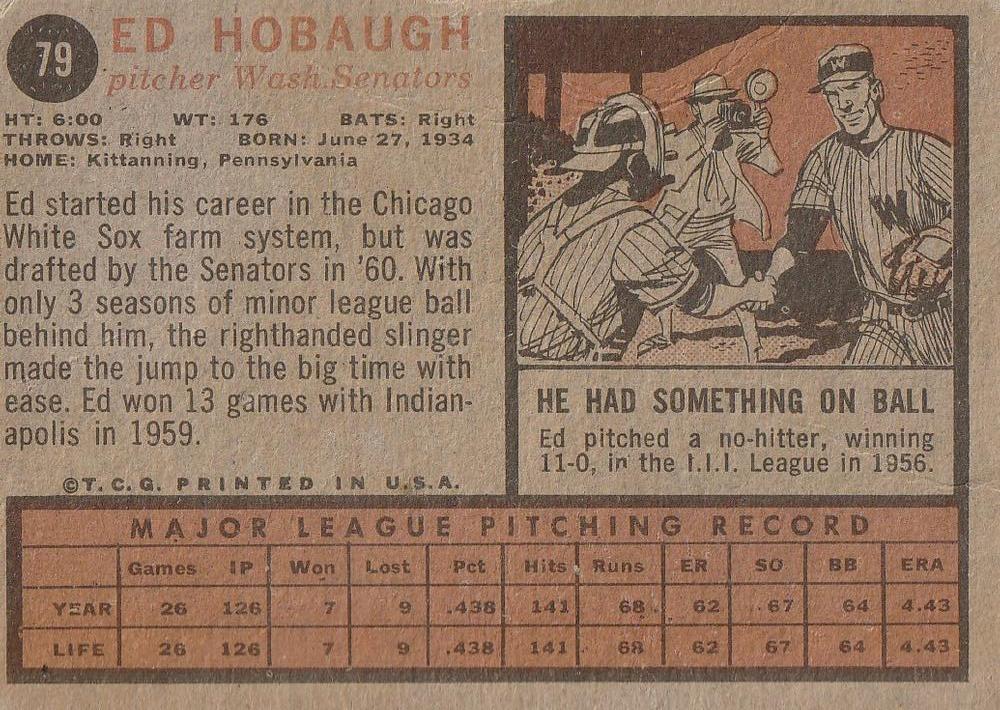 79
ED HOBAUGH
pitcher Wash. Senators
HT: 6:00 WT: 176 BATS: Right
THROWS: Right BORN: June 27, 1934
HOME: Kittanning, Pennsylvania
Ed started his career in the Chicago
White Sox farm system, but was
drafted by the Senators in '60. With
only 3 seasons of minor league ball
behind him, the righthanded slinger
made the jump to the big time with
ease. Ed won 13 games with Indian-
apolis in 1959.
©T.C.G. PRINTED IN U.S.A.
W
W
HE HAD SOMETHING ON BALL
Ed pitched a no-hitter, winning
11-0, in the I.I.I. League in 1956.
MAJOR LEAGUE PITCHING RECORD
Games IP Won Lost Pct Hits Runs ER SO BB ERA
YEAR 26 126 7 9 .438 141 68 62 67 64 4.43
LIFE 26 126 7 9 .438 141 68 62 67 64 4.43